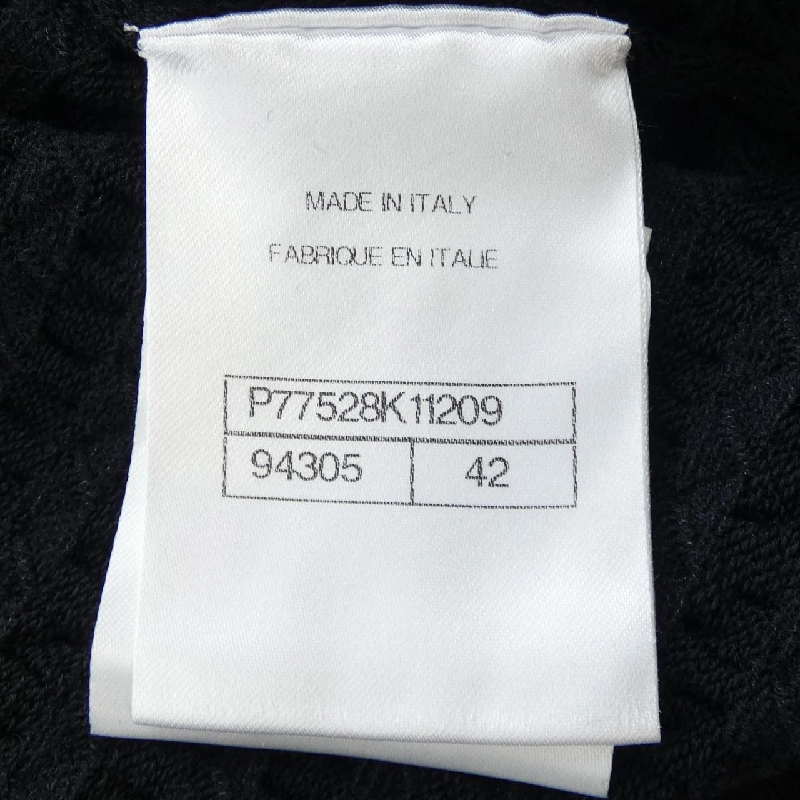 MADE IN ITALY
FABRIQUE EN ITALIE
P77528K11209
94305 42